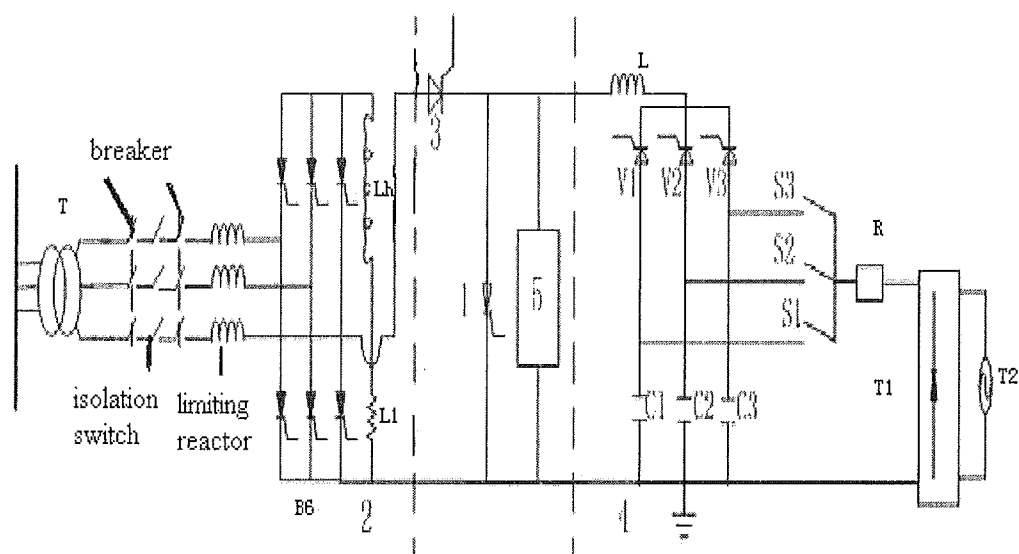 L
breaker
3
T
Lh
V1 V2 V3
S3
S2
S1
R
1
5
isolation
switch
limiting
reactor
L1
C1 C2 C3
T1
T2
B6
2
4